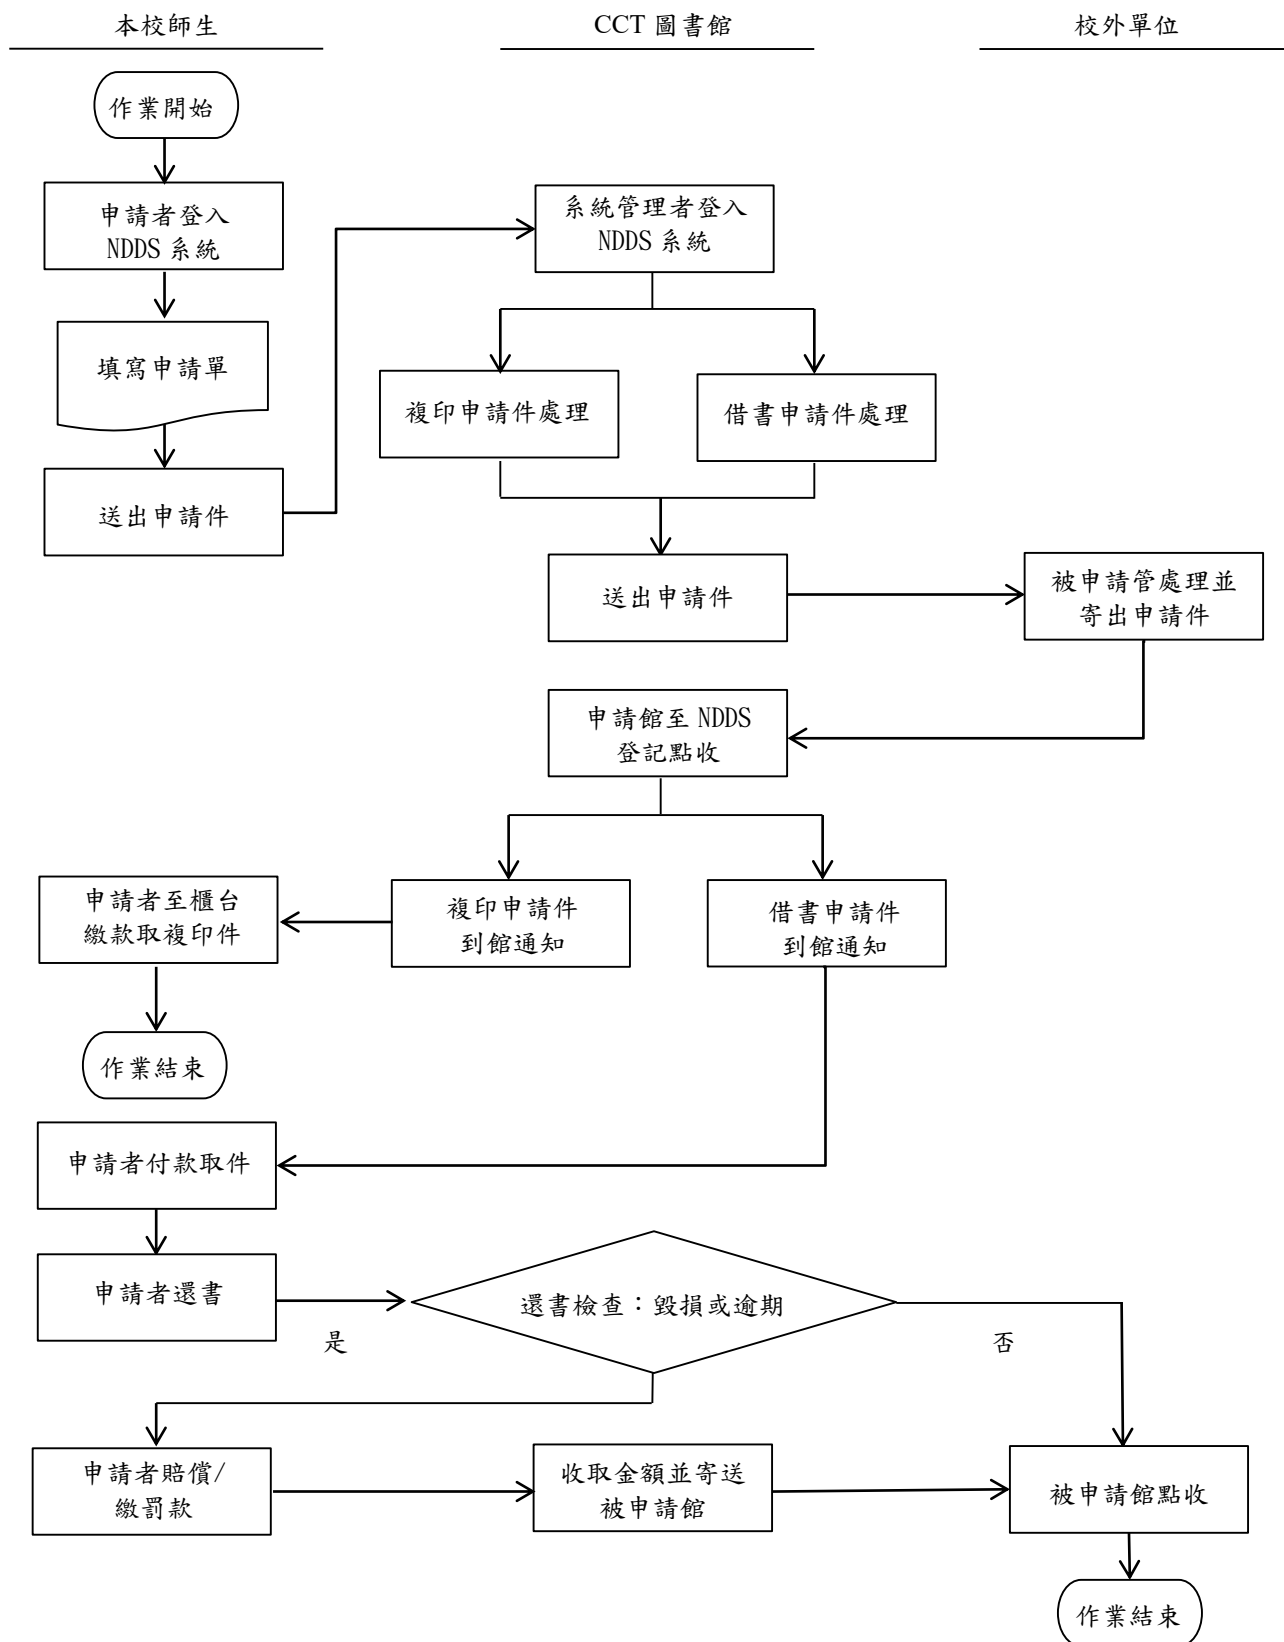 本校師生
CCT 圖書館
校外單位
作業開始
申請者登入
NDDS 系統
系統管理者登入
NDDS 系統
填寫申請單
複印申請件處理
借書申請件處理
送出申請件
送出申請件
被申請管處理並
寄出申請件
申請館至 NDDS
登記點收
申請者至櫃台
繳款取複印件
複印申請件
到館通知
借書申請件
到館通知
作業結束
申請者付款取件
申請者還書
還書檢查：毀損或逾期
是
否
申請者賠償/
繳罰款
收取金額並寄送
被申請館
被申請館點收
作業結束